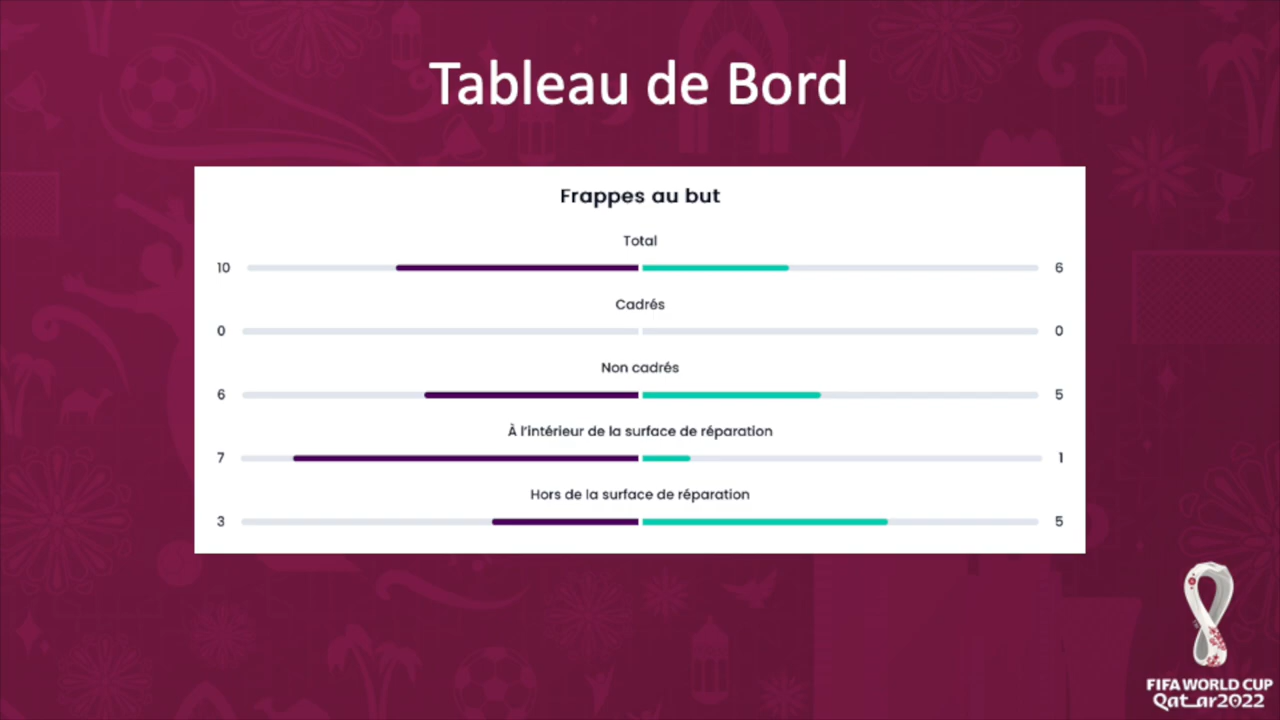 Tableau de Bord
Frappes au but
Total
10 6
Cadrés
0 0
Non cadrés
6 5
À l’intérieur de la surface de réparation
7 1
Hors de la surface de réparation
3 5
FIFA WORLD CUP
Qatar2022